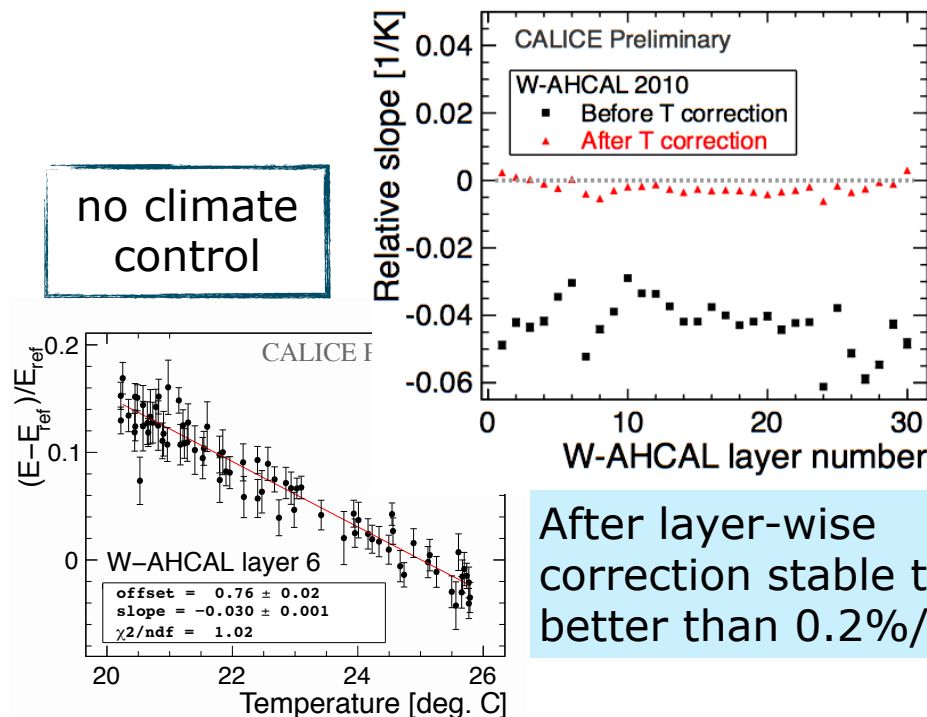 0.04
0.02
0
-0.02
-0.04
-0.06
Relative slope [1/K]
CALICE Preliminary
W-AHCAL 2010
Before T correction
After T correction
0
10
20
30
W-AHCAL layer number
no climate
control
0.2
0.1
0
(E−E_ref)/E_ref
CALICE
W−AHCAL layer 6
offset = 0.76 ± 0.02
slope = −0.030 ± 0.001
χ2/ndf = 1.02
20
22
24
26
Temperature [deg. C]
After layer-wise
correction stable
better than 0.2%/